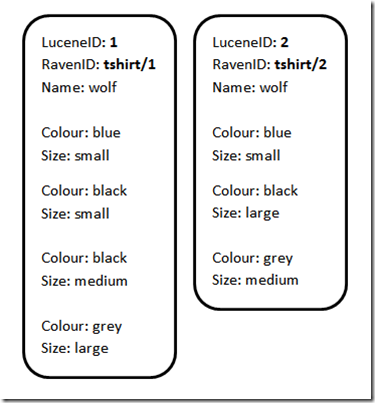 LuceneID: 1
RavenID: tshirt/1
Name: wolf
Colour: blue
Size: small
Colour: black
Size: small
Colour: black
Size: medium
Colour: grey
Size: large
LuceneID: 2
RavenID: tshirt/2
Name: wolf
Colour: blue
Size: small
Colour: black
Size: large
Colour: grey
Size: medium